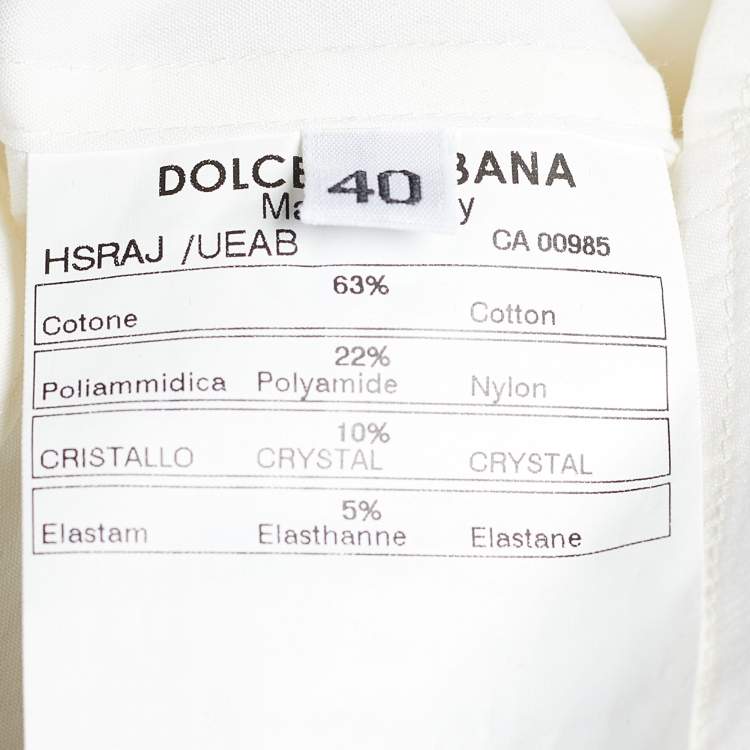 DOLCE BANA
40
Ma y
HSRAJ /UEAB CA 00985
63%
Cotone Cotton
22%
Poliammidica Polyamide Nylon
10%
CRISTALLO CRYSTAL CRYSTAL
5%
Elastam Elasthanne Elastane